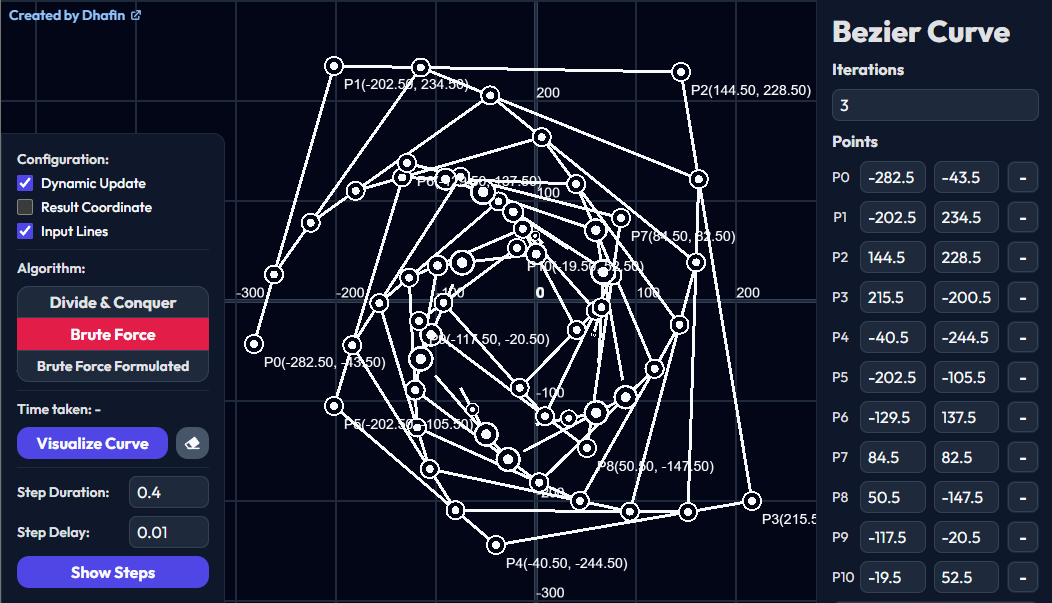 Created by Dhafin
Configuration:
Dynamic Update
Result Coordinate
Input Lines
Algorithm:
Divide & Conquer
Brute Force
Brute Force Formulated
Time taken: -
Visualize Curve
Step Duration:
0.4
Step Delay:
0.01
Show Steps
P1(-202.50, 234.50)
P2(144.50, 228.50)
200
100
P7(84.50, 82.50)
P10(-19.50, 52.50)
-300
-200
-100
0
100
200
P0(-282.50, -43.50)
P9(-117.50, -20.50)
-100
P5(-202.50, -105.50)
P8(50.50, -147.50)
-200
P3(215.5
P4(-40.50, -244.50)
-300
Bezier Curve
Iterations
3
Points
P0 -282.5 -43.5 -
P1 -202.5 234.5 -
P2 144.5 228.5 -
P3 215.5 -200.5 -
P4 -40.5 -244.5 -
P5 -202.5 -105.5 -
P6 -129.5 137.5 -
P7 84.5 82.5 -
P8 50.5 -147.5 -
P9 -117.5 -20.5 -
P10 -19.5 52.5 -